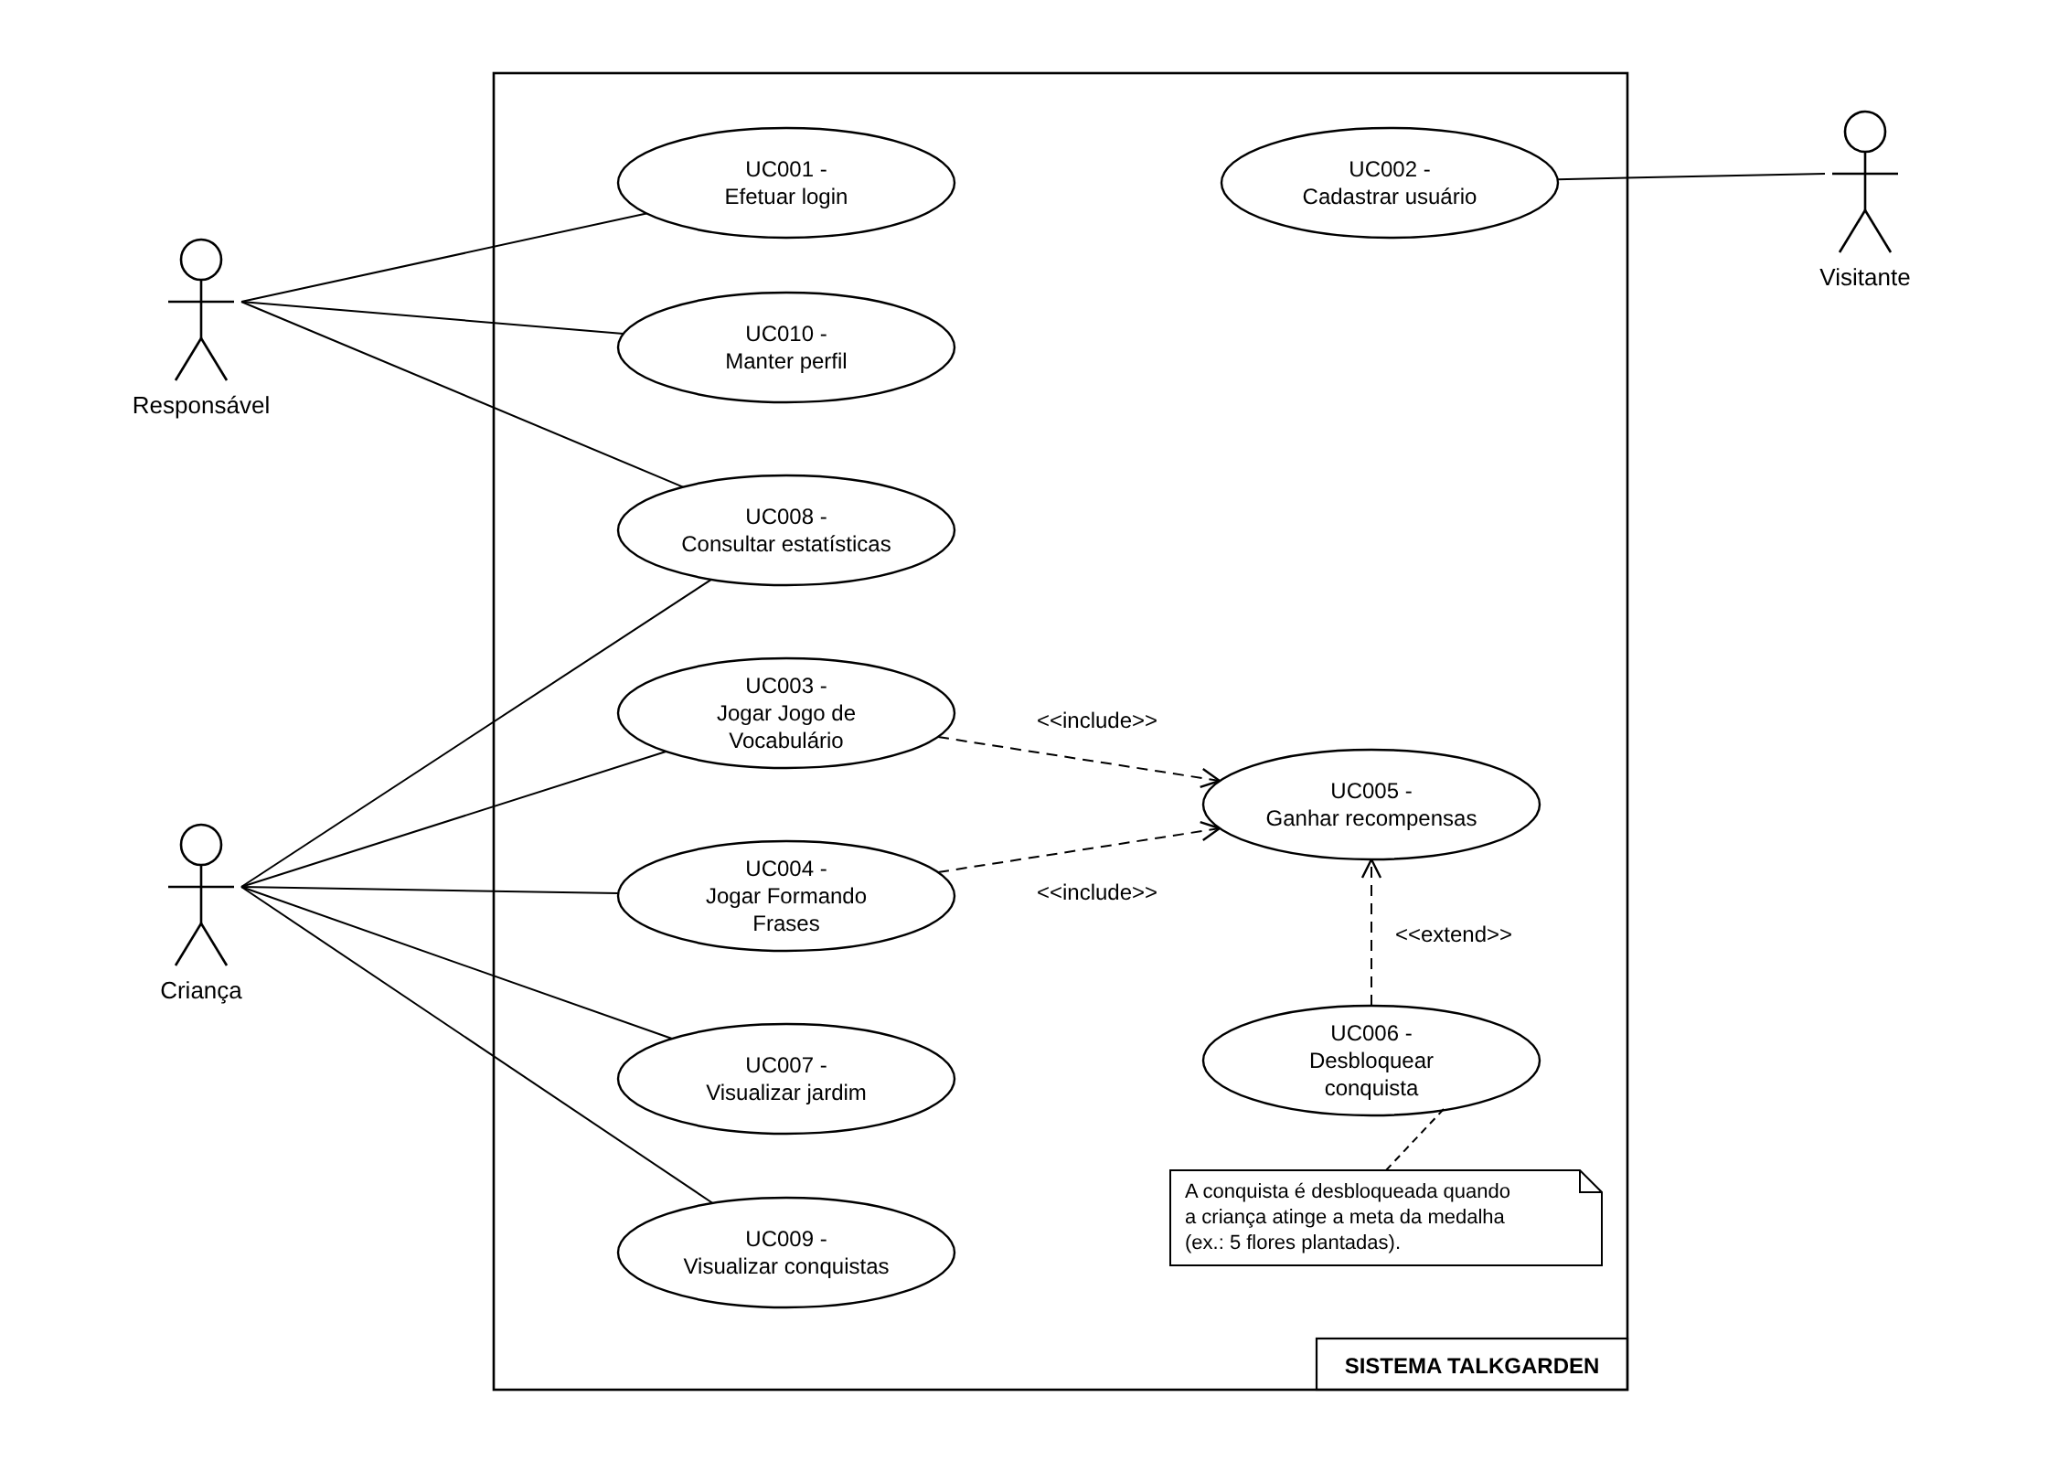 UC001 -
Efetuar login
UC002 -
Cadastrar usuário
Visitante
UC010 -
Manter perfil
Responsável
UC008 -
Consultar estatísticas
UC003 -
Jogar Jogo de
Vocabulário
<<include>>
UC005 -
Ganhar recompensas
UC004 -
Jogar Formando
Frases
<<include>>
<<extend>>
Criança
UC007 -
Visualizar jardim
UC006 -
Desbloquear
conquista
A conquista é desbloqueada quando
a criança atinge a meta da medalha
(ex.: 5 flores plantadas).
UC009 -
Visualizar conquistas
SISTEMA TALKGARDEN